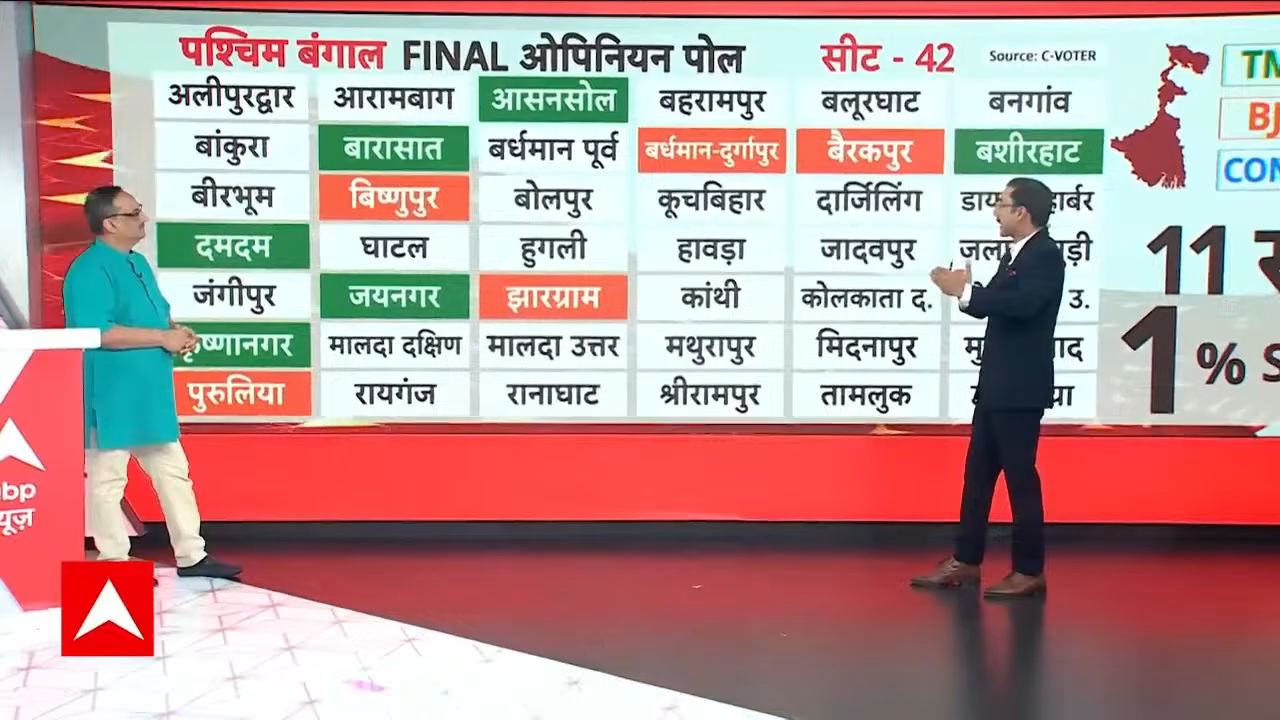 पश्चिम बंगाल FINAL ओपिनियन पोल सीट - 42 Source: C-VOTER
अलीपुरद्वार आरामबाग आसनसोल बहरामपुर बलूरघाट बनगांव
बांकुरा बारासात बर्धमान पूर्व बर्धमान-दुर्गापुर बैरकपुर बशीरहाट
बीरभूम बिष्णुपुर बोलपुर कूचबिहार दार्जिलिंग
दमदम घाटल हुगली हावड़ा जादवपुर
जंगीपुर जयनगर झारग्राम कांथी कोलकाता द. उ.
कृष्णानगर मालदा दक्षिण मालदा उत्तर मथुरापुर मिदनापुर
पुरुलिया रायगंज रानाघाट श्रीरामपुर तामलुक
11
1 %
न्यूज़